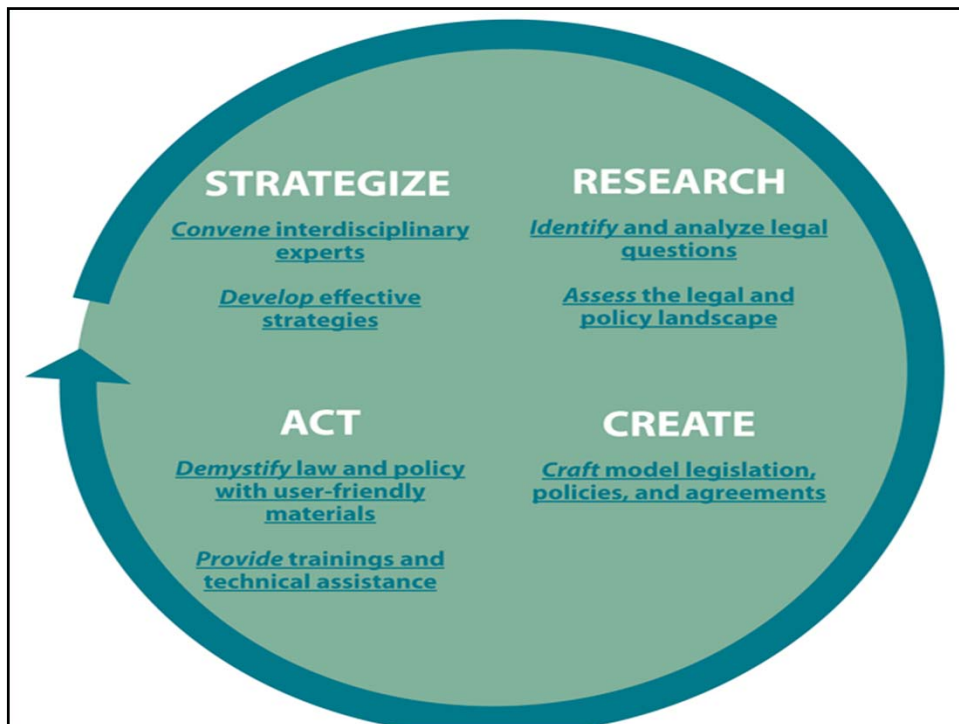 STRATEGIZE
Convene interdisciplinary
experts
Develop effective
strategies
RESEARCH
Identify and analyze legal
questions
Assess the legal and
policy landscape
ACT
Demystify law and policy
with user-friendly
materials
Provide trainings and
technical assistance
CREATE
Craft model legislation,
policies, and agreements